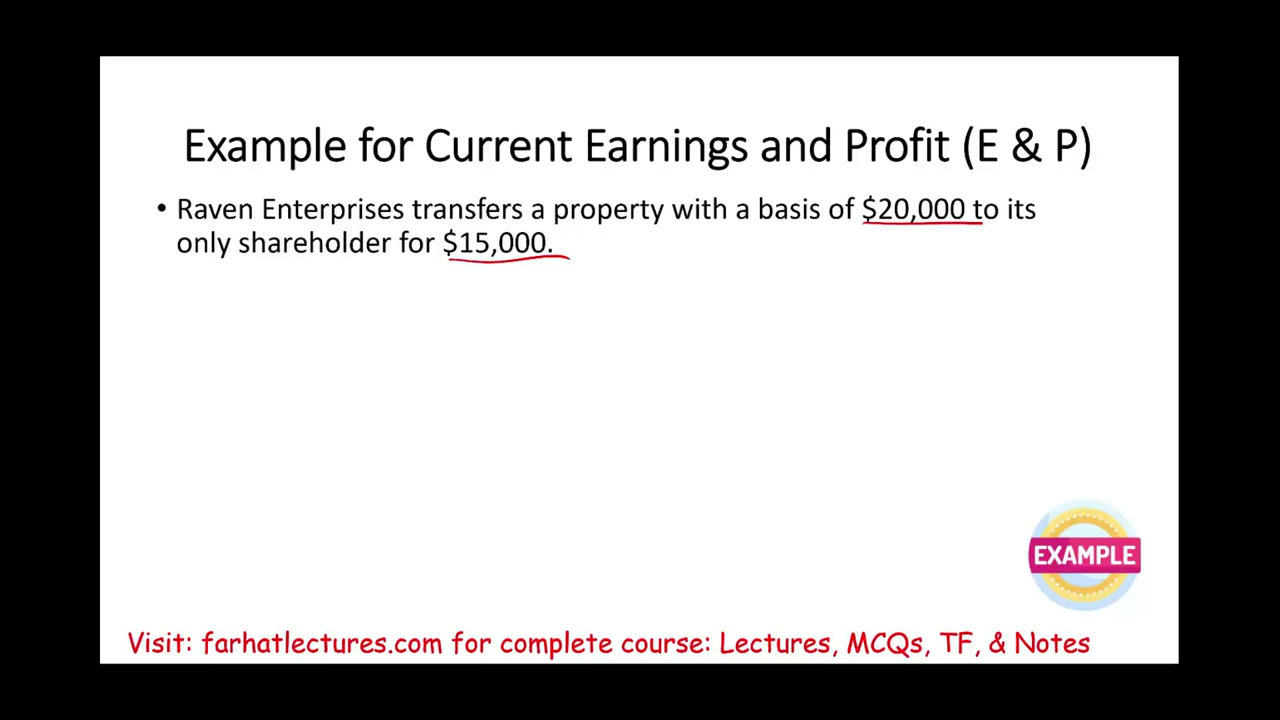 Example for Current Earnings and Profit (E & P)
• Raven Enterprises transfers a property with a basis of $20,000 to its
only shareholder for $15,000.
EXAMPLE
Visit: farhatlectures.com for complete course: Lectures, MCQs, TF, & Notes